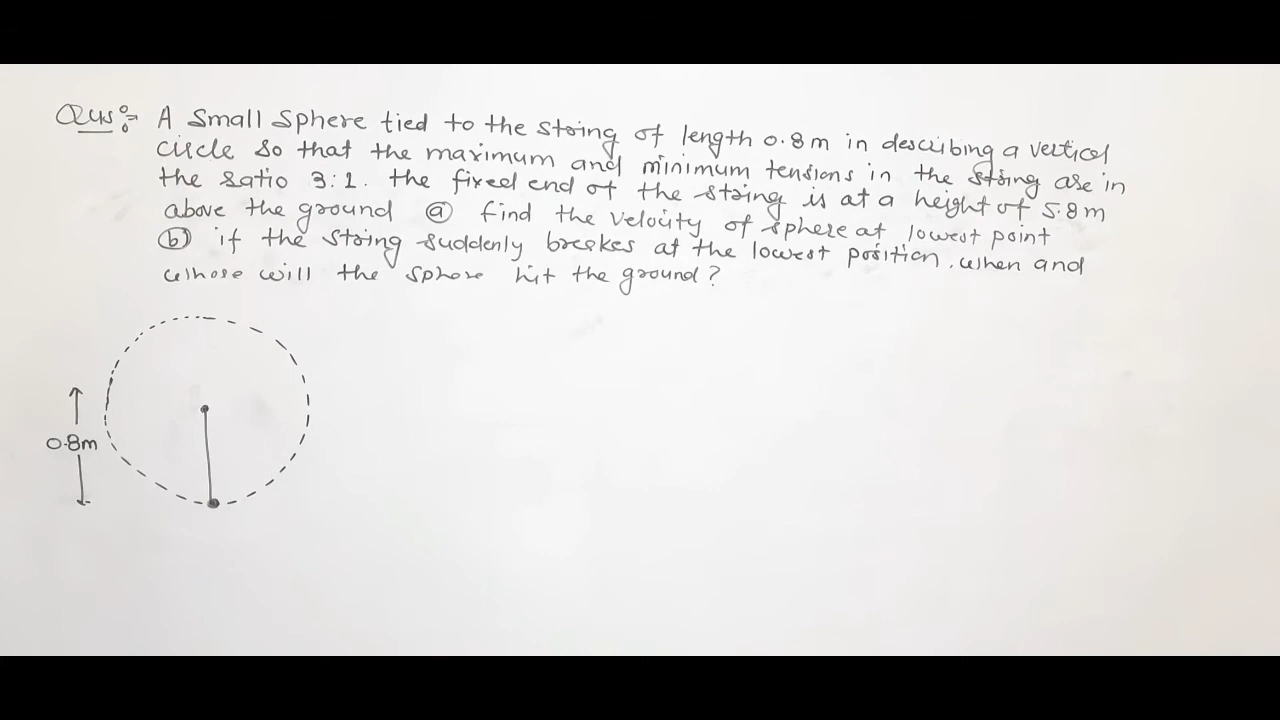 Qus:- A small sphere tied to the string of length 0.8m in describing a vertical
circle so that the maximum and minimum tensions in the string are in
the ratio 3:1. the fixed end of the string is at a height of 5.8m
above the ground (a) find the velocity of sphere at lowest point
(b) if the string suddenly breakes at the lowest position. when and
whose will the sphere hit the ground?
0.8m